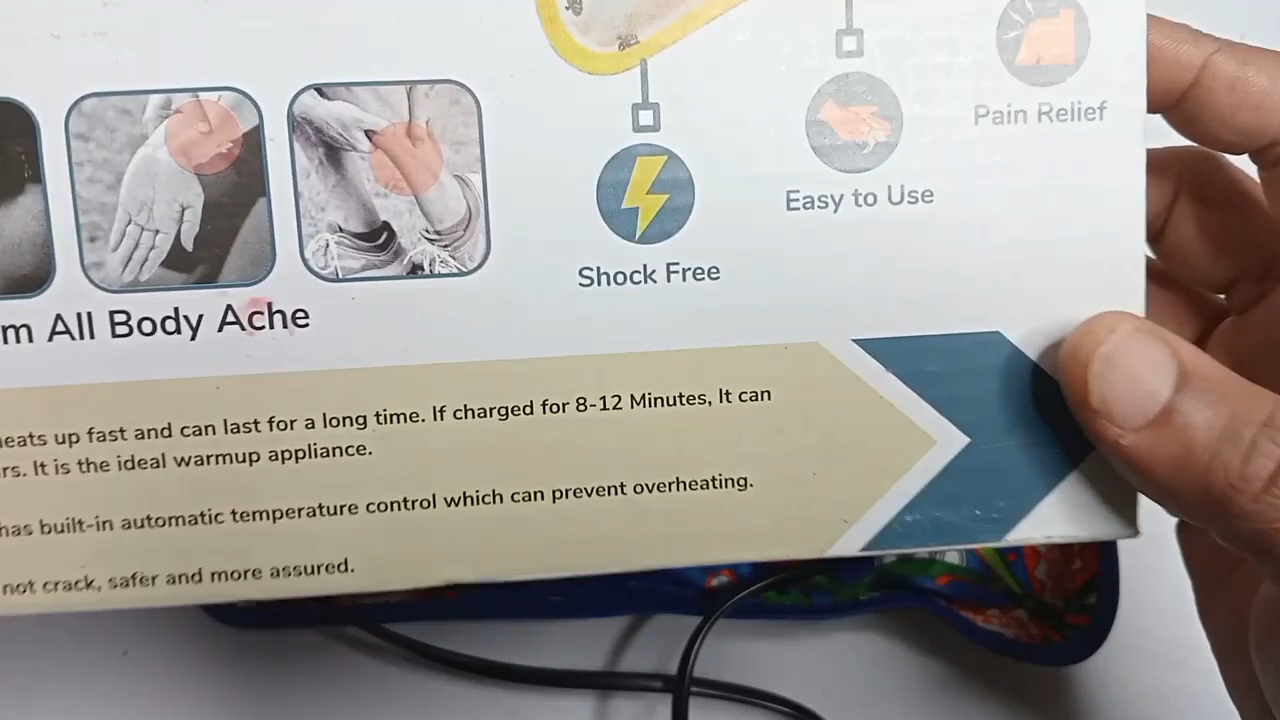 Pain Relief
Easy to Use
Shock Free
All Body Ache
up fast and can last for a long time. If charged for 8-12 Minutes, It can
It is the ideal warmup appliance.
has built-in automatic temperature control which can prevent overheating.
not crack, safer and more assured.